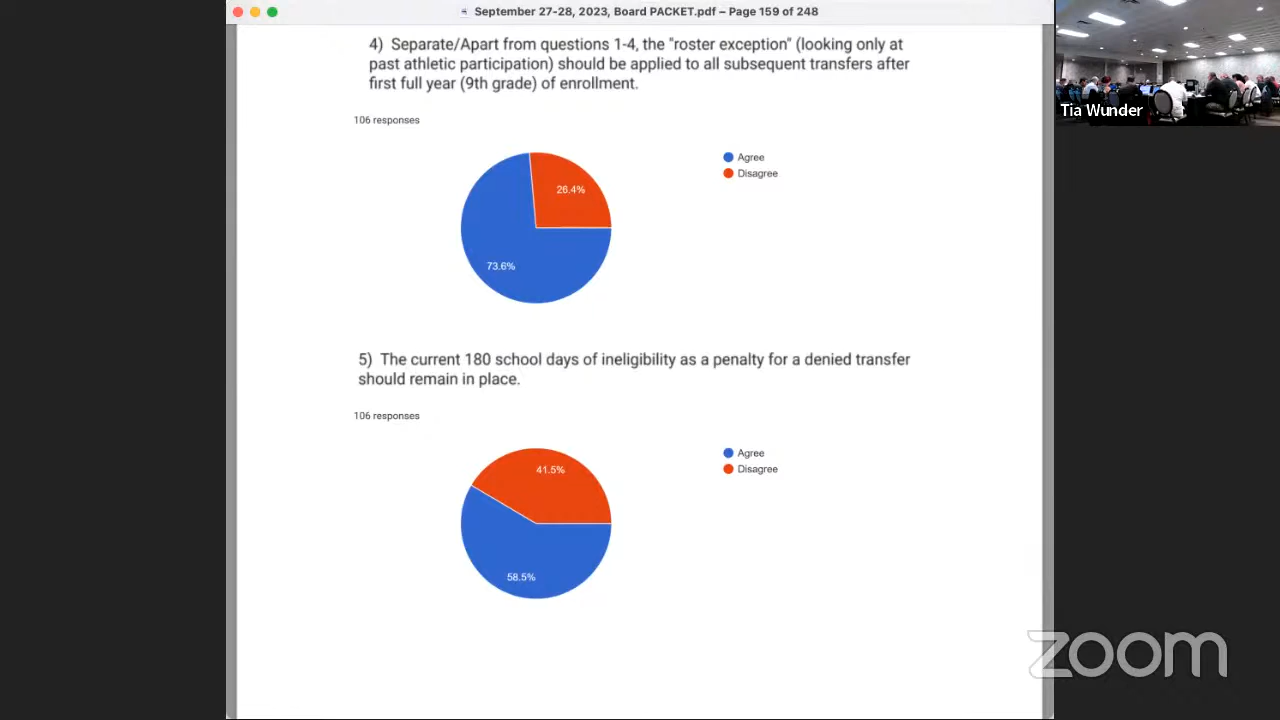 September 27-28, 2023, Board PACKET.pdf – Page 159 of 248
4) Separate/Apart from questions 1-4, the "roster exception" (looking only at
past athletic participation) should be applied to all subsequent transfers after
first full year (9th grade) of enrollment.
106 responses
Agree
Disagree
26.4%
73.6%
5) The current 180 school days of ineligibility as a penalty for a denied transfer
should remain in place.
106 responses
Agree
Disagree
41.5%
58.5%
Tia Wunder
zoom